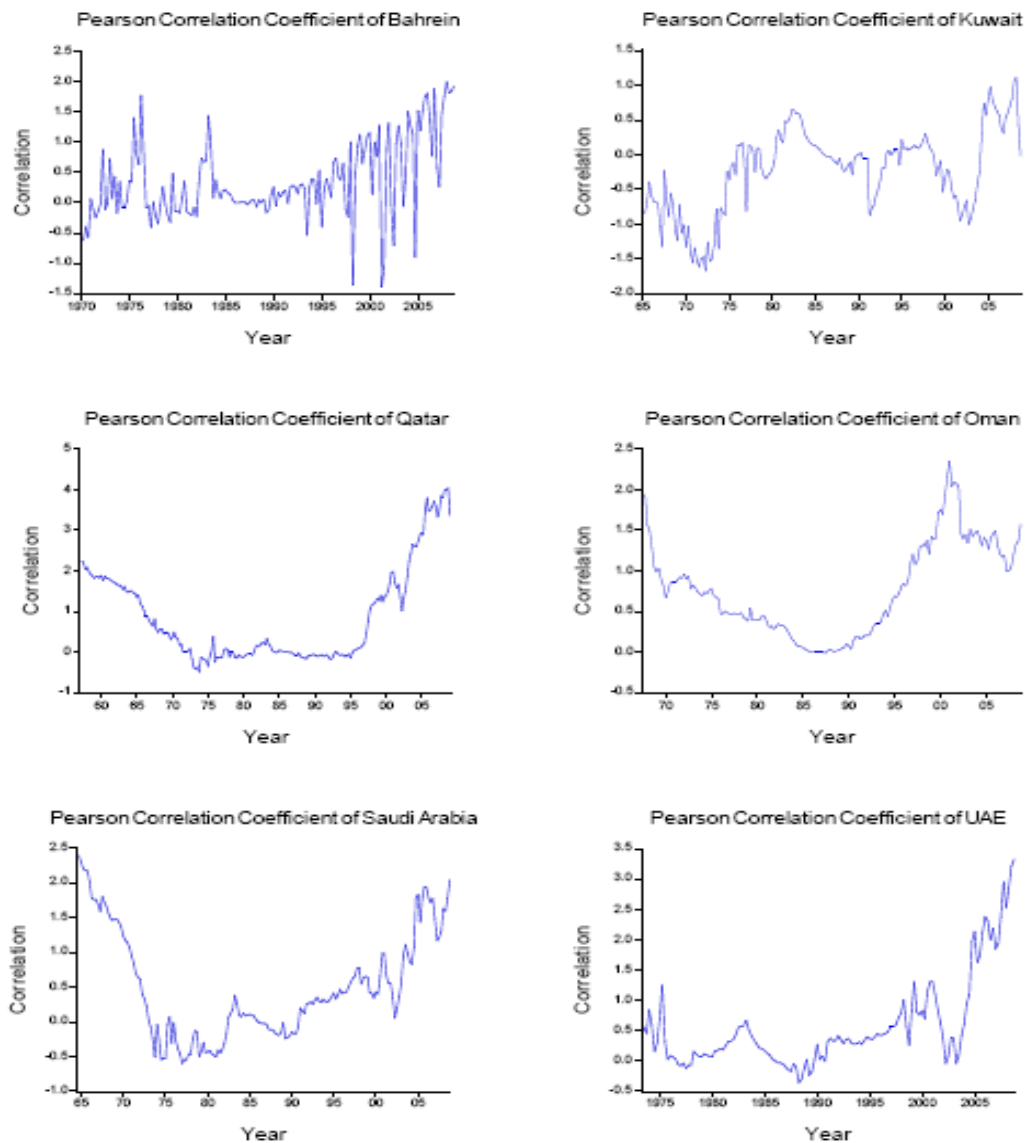 Pearson Correlation Coefficient of Bahrein
2.5
2.0
1.5
1.0
0.5
0.0
-0.5
-1.0
-1.5
Correlation
1970 1975 1980 1985 1990 1995 2000 2005
Year
Pearson Correlation Coefficient of Kuwait
1.5
1.0
0.5
0.0
-0.5
-1.0
-1.5
-2.0
Correlation
65 70 75 80 85 90 95 00 05
Year
Pearson Correlation Coefficient of Qatar
5
4
3
2
1
0
-1
Correlation
60 65 70 75 80 85 90 95 00 05
Year
Pearson Correlation Coefficient of Oman
2.5
2.0
1.5
1.0
0.5
0.0
-0.5
Correlation
70 75 80 85 90 95 00 05
Year
Pearson Correlation Coefficient of Saudi Arabia
2.5
2.0
1.5
1.0
0.5
0.0
-0.5
-1.0
Correlation
65 70 75 80 85 90 95 00 05
Year
Pearson Correlation Coefficient of UAE
3.5
3.0
2.5
2.0
1.5
1.0
0.5
0.0
-0.5
Correlation
1975 1980 1985 1990 1995 2000 2005
Year